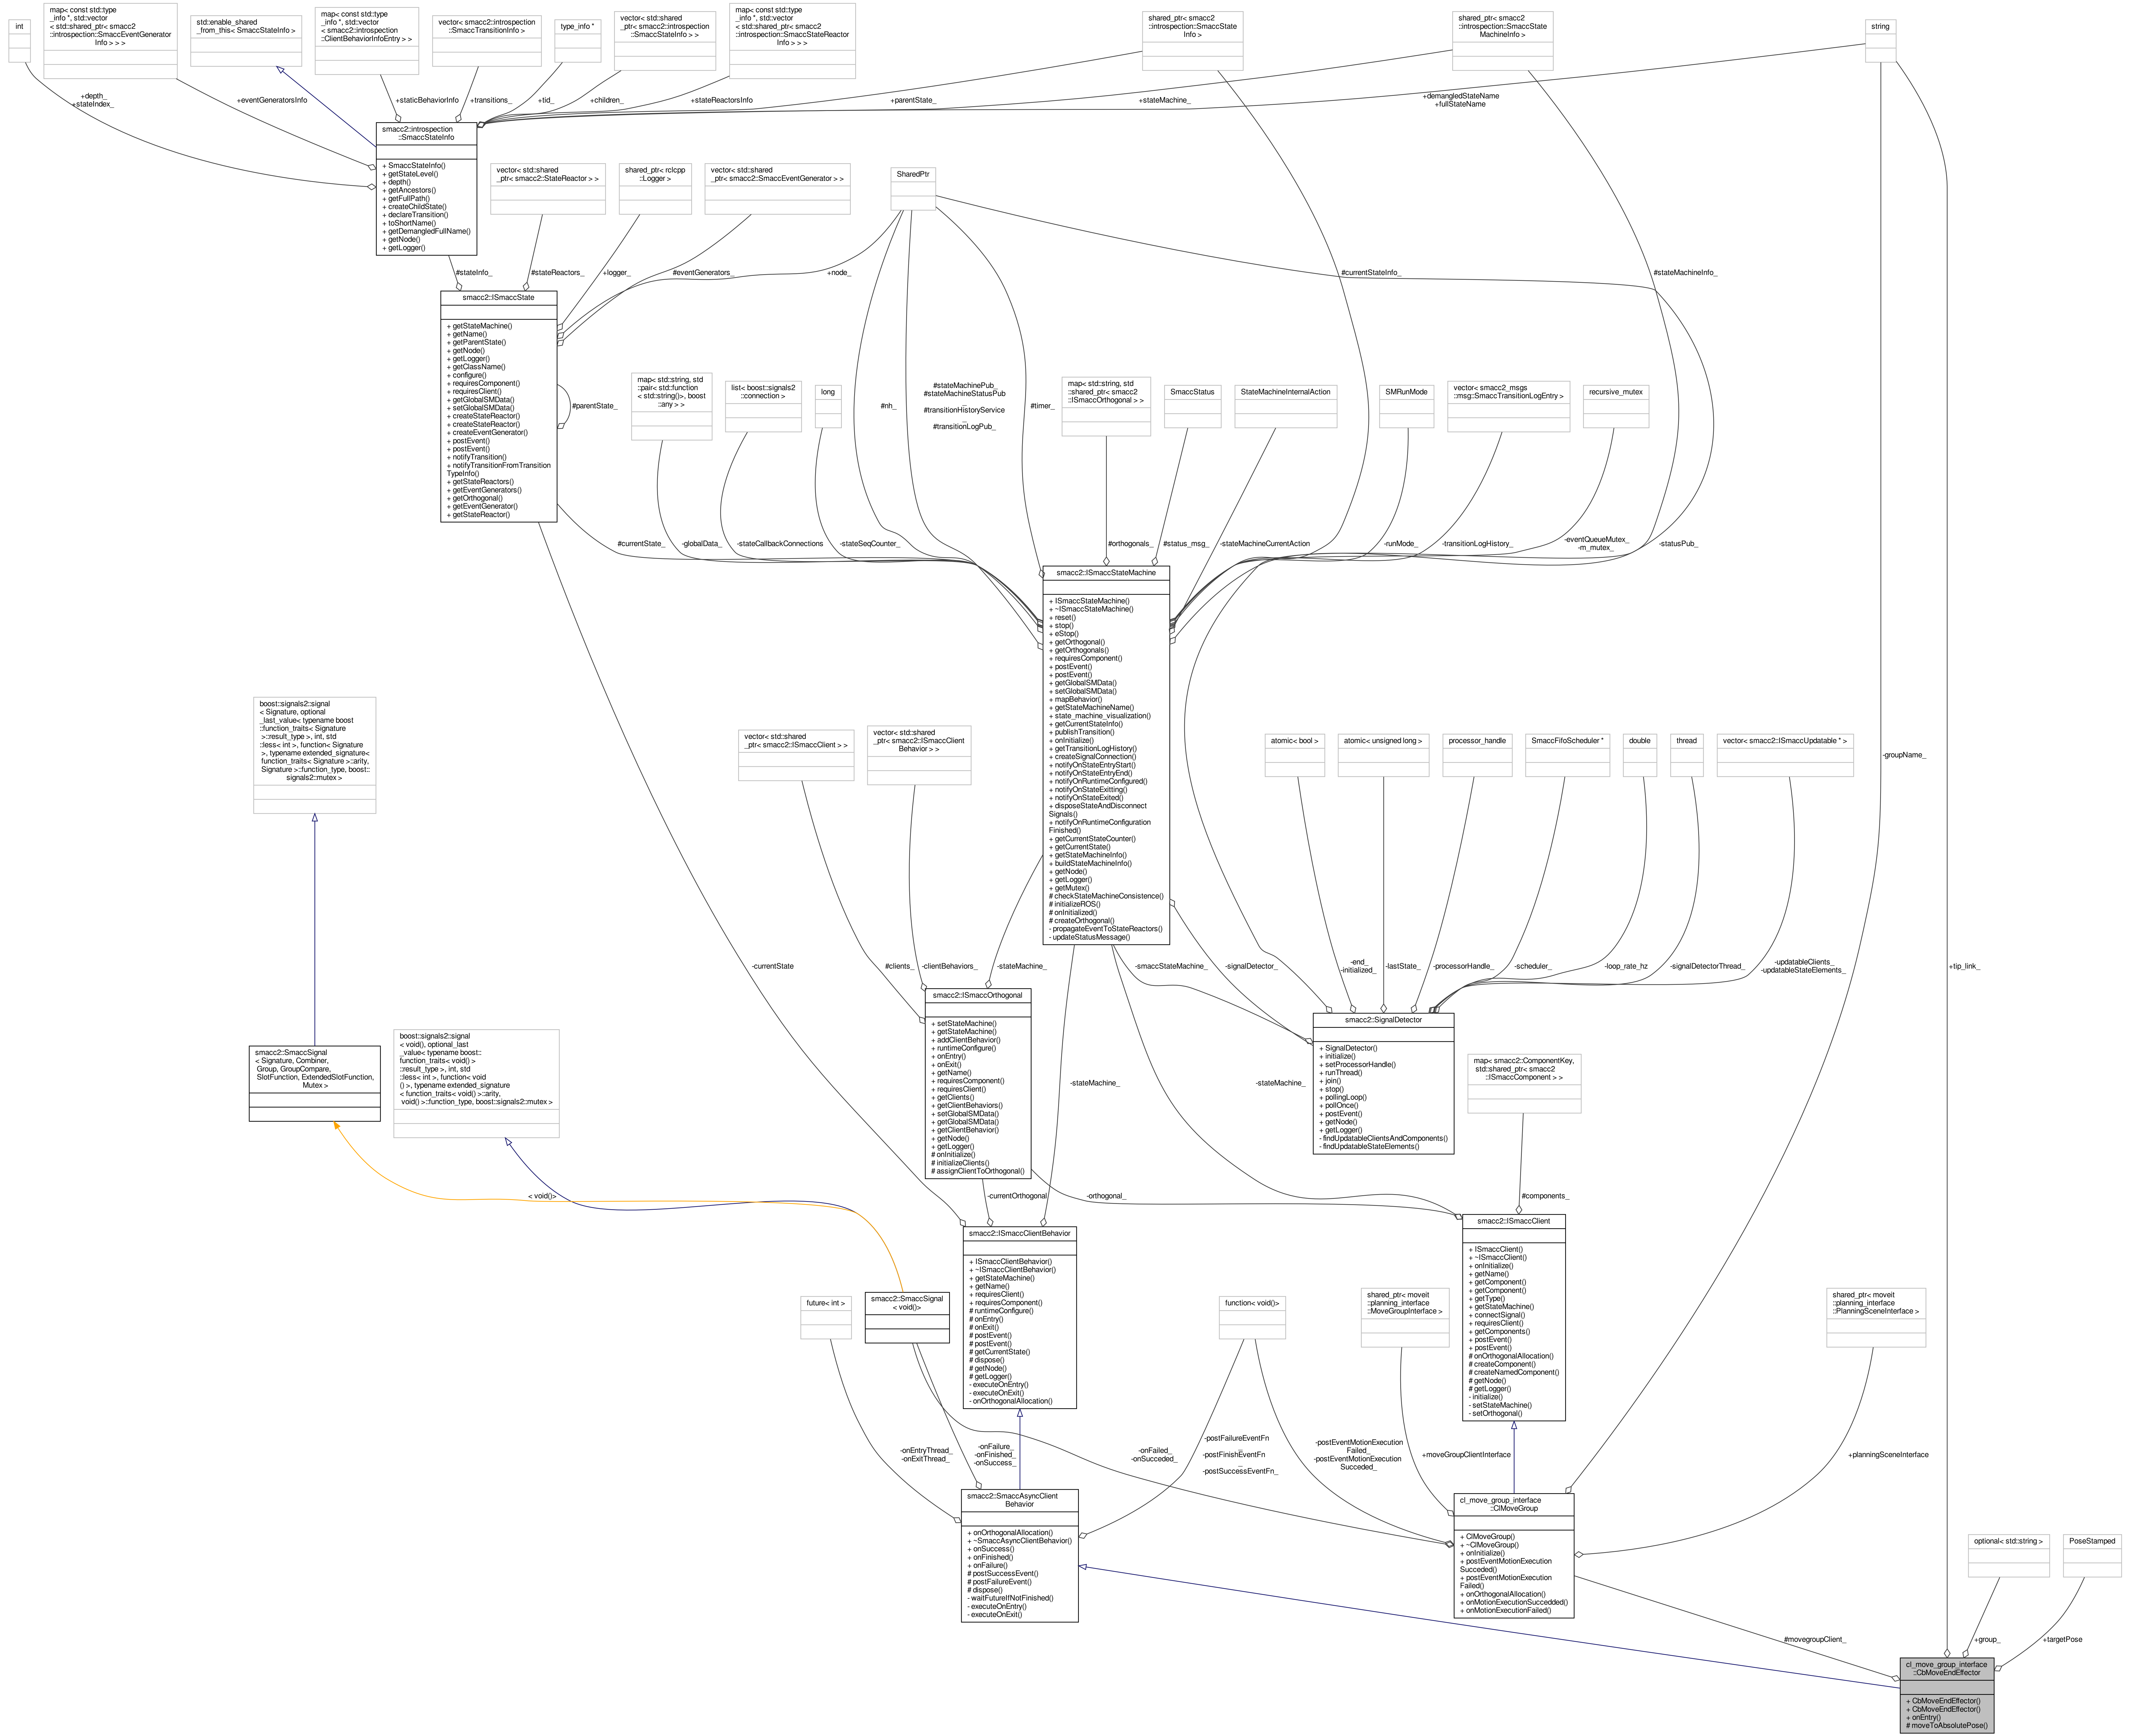 int
map< const std::type
_info *, std::vector
< std::shared_ptr< smacc2
::introspection::SmaccEventGenerator
Info > > >
std::enable_shared
_from_this< SmaccStateInfo >
map< const std::type
_info *, std::vector
< smacc2::introspection
::ClientBehaviorInfoEntry > >
vector< smacc2::introspection
::SmaccTransitionInfo >
type_info *
vector< std::shared
_ptr< smacc2::introspection
::SmaccStateInfo > >
map< const std::type
_info *, std::vector
< std::shared_ptr< smacc2
::introspection::SmaccStateReactor
Info > > >
shared_ptr< smacc2
::introspection::SmaccState
Info >
shared_ptr< smacc2
::introspection::SmaccState
MachineInfo >
string
+depth_
+stateIndex_
+eventGeneratorsInfo
+staticBehaviorInfo
+transitions_
+tid_
+children_
+stateReactorsInfo
+parentState_
+stateMachine_
+demangledStateName
+fullStateName
smacc2::introspection
::SmaccStateInfo
+ SmaccStateInfo()
+ getStateLevel()
+ depth()
+ getAncestors()
+ getFullPath()
+ createChildState()
+ declareTransition()
+ toShortName()
+ getDemangledFullName()
+ getNode()
+ getLogger()
vector< std::shared
_ptr< smacc2::StateReactor > >
shared_ptr< rclcpp
::Logger >
vector< std::shared
_ptr< smacc2::SmaccEventGenerator > >
SharedPtr
#stateInfo_
#stateReactors_
+logger_
#eventGenerators_
+node_
#currentStateInfo_
#stateMachineInfo_
smacc2::ISmaccState
+ getStateMachine()
+ getName()
+ getParentState()
+ getNode()
+ getLogger()
+ getClassName()
+ configure()
+ requiresComponent()
+ requiresClient()
+ getGlobalSMData()
+ setGlobalSMData()
+ createStateReactor()
+ createStateReactor()
+ createEventGenerator()
+ postEvent()
+ postEvent()
+ notifyTransition()
+ notifyTransitionFromTransition
TypeInfo()
+ getStateReactors()
+ getEventGenerators()
+ getOrthogonal()
+ getEventGenerator()
+ getStateReactor()
#parentState_
map< std::string, std
::pair< std::function
< std::string()>, boost
::any > >
list< boost::signals2
::connection >
long
#nh_
#stateMachinePub_
#stateMachineStatusPub
_
#transitionHistoryService
_
#transitionLogPub_
#timer_
map< std::string, std
::shared_ptr< smacc2
::ISmaccOrthogonal > >
SmaccStatus
StateMachineInternalAction
SMRunMode
vector< smacc2_msgs
::msg::SmaccTransitionLogEntry >
recursive_mutex
#currentState_
-globalData_
-stateCallbackConnections
-stateSeqCounter_
#orthogonals_
#status_msg_
-stateMachineCurrentAction
-runMode_
-transitionLogHistory_
-eventQueueMutex_
-m_mutex_
-statusPub_
smacc2::ISmaccStateMachine
+ ISmaccStateMachine()
+ ~ISmaccStateMachine()
+ reset()
+ stop()
+ eStop()
+ getOrthogonal()
+ getOrthogonals()
+ requiresComponent()
+ postEvent()
+ postEvent()
+ getGlobalSMData()
+ setGlobalSMData()
+ mapBehavior()
+ getStateMachineName()
+ state_machine_visualization()
+ getCurrentStateInfo()
+ publishTransition()
+ onInitialize()
+ getTransitionLogHistory()
+ createSignalConnection()
+ notifyOnStateEntryStart()
+ notifyOnStateEntryEnd()
+ notifyOnRuntimeConfigured()
+ notifyOnStateExitting()
+ notifyOnStateExited()
+ disposeStateAndDisconnect
Signals()
+ notifyOnRuntimeConfiguration
Finished()
+ getCurrentStateCounter()
+ getCurrentState()
+ getStateMachineInfo()
+ buildStateMachineInfo()
+ getNode()
+ getLogger()
+ getMutex()
# checkStateMachineConsistence()
# initializeROS()
# onInitialized()
# createOrthogonal()
- propagateEventToStateReactors()
- updateStatusMessage()
boost::signals2::signal
< Signature, optional
_last_value< typename boost
::function_traits< Signature
>::result_type >, int, std
::less< int >, function< Signature
>, typename extended_signature<
function_traits< Signature >::arity,
Signature >::function_type, boost::
signals2::mutex >
vector< std::shared
_ptr< smacc2::ISmaccClient > >
vector< std::shared
_ptr< smacc2::ISmaccClient
Behavior > >
atomic< bool >
atomic< unsigned long >
processor_handle
SmaccFifoScheduler *
double
thread
vector< smacc2::ISmaccUpdatable * >
-groupName_
-currentState
#clients_
-clientBehaviors_
-stateMachine_
-smaccStateMachine_
-signalDetector_
-end_
-initialized_
-lastState_
-processorHandle_
-scheduler_
-loop_rate_hz
-signalDetectorThread_
-updatableClients_
-updatableStateElements_
+tip_link_
smacc2::ISmaccOrthogonal
+ setStateMachine()
+ getStateMachine()
+ addClientBehavior()
+ runtimeConfigure()
+ onEntry()
+ onExit()
+ getName()
+ requiresComponent()
+ requiresClient()
+ getClients()
+ getClientBehaviors()
+ setGlobalSMData()
+ getGlobalSMData()
+ getClientBehavior()
+ getNode()
+ getLogger()
# onInitialize()
# initializeClients()
# assignClientToOrthogonal()
smacc2::SignalDetector
+ SignalDetector()
+ initialize()
+ setProcessorHandle()
+ runThread()
+ join()
+ stop()
+ pollingLoop()
+ pollOnce()
+ postEvent()
+ getNode()
+ getLogger()
- findUpdatableClientsAndComponents()
- findUpdatableStateElements()
smacc2::SmaccSignal
< Signature, Combiner,
Group, GroupCompare,
SlotFunction, ExtendedSlotFunction,
Mutex >
boost::signals2::signal
< void(), optional_last
_value< typename boost::
function_traits< void() >
::result_type >, int, std
::less< int >, function< void
() >, typename extended_signature
< function_traits< void() >::arity,
void() >::function_type, boost::signals2::mutex >
-stateMachine_
-stateMachine_
map< smacc2::ComponentKey,
std::shared_ptr< smacc2
::ISmaccComponent > >
< void()>
-currentOrthogonal
-orthogonal_
#components_
smacc2::ISmaccClientBehavior
+ ISmaccClientBehavior()
+ ~ISmaccClientBehavior()
+ getStateMachine()
+ getName()
+ requiresClient()
+ requiresComponent()
# runtimeConfigure()
# onEntry()
# onExit()
# postEvent()
# postEvent()
# getCurrentState()
# dispose()
# getNode()
# getLogger()
- executeOnEntry()
- executeOnExit()
- onOrthogonalAllocation()
smacc2::ISmaccClient
+ ISmaccClient()
+ ~ISmaccClient()
+ onInitialize()
+ getName()
+ getComponent()
+ getComponent()
+ getType()
+ getStateMachine()
+ connectSignal()
+ requiresClient()
+ getComponents()
+ postEvent()
+ postEvent()
# onOrthogonalAllocation()
# createComponent()
# createNamedComponent()
# getNode()
# getLogger()
- initialize()
- setStateMachine()
- setOrthogonal()
future< int >
smacc2::SmaccSignal
< void()>
function< void()>
shared_ptr< moveit
::planning_interface
::MoveGroupInterface >
shared_ptr< moveit
::planning_interface
::PlanningSceneInterface >
-onEntryThread_
-onExitThread_
-onFailure_
-onFinished_
-onSuccess_
-postFailureEventFn
_
-postFinishEventFn
_
-postSuccessEventFn_
-onFailed_
-onSucceded_
-postEventMotionExecution
Failed_
-postEventMotionExecution
Succeded_
+moveGroupClientInterface
+planningSceneInterface
smacc2::SmaccAsyncClient
Behavior
+ onOrthogonalAllocation()
+ ~SmaccAsyncClientBehavior()
+ onSuccess()
+ onFinished()
+ onFailure()
# postSuccessEvent()
# postFailureEvent()
# dispose()
- waitFutureIfNotFinished()
- executeOnEntry()
- executeOnExit()
cl_move_group_interface
::ClMoveGroup
+ ClMoveGroup()
+ ~ClMoveGroup()
+ onInitialize()
+ postEventMotionExecution
Succeded()
+ postEventMotionExecution
Failed()
+ onOrthogonalAllocation()
+ onMotionExecutionSuccedded()
+ onMotionExecutionFailed()
optional< std::string >
PoseStamped
#movegroupClient_
+group_
+targetPose
cl_move_group_interface
::CbMoveEndEffector
+ CbMoveEndEffector()
+ CbMoveEndEffector()
+ onEntry()
# moveToAbsolutePose()